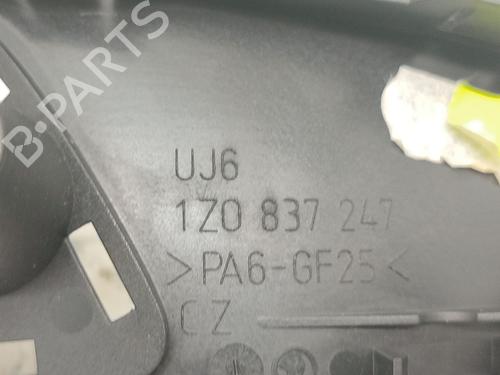 B-PARTS
UJ6
1Z0 837 247
>PA6-GF25<
CZ